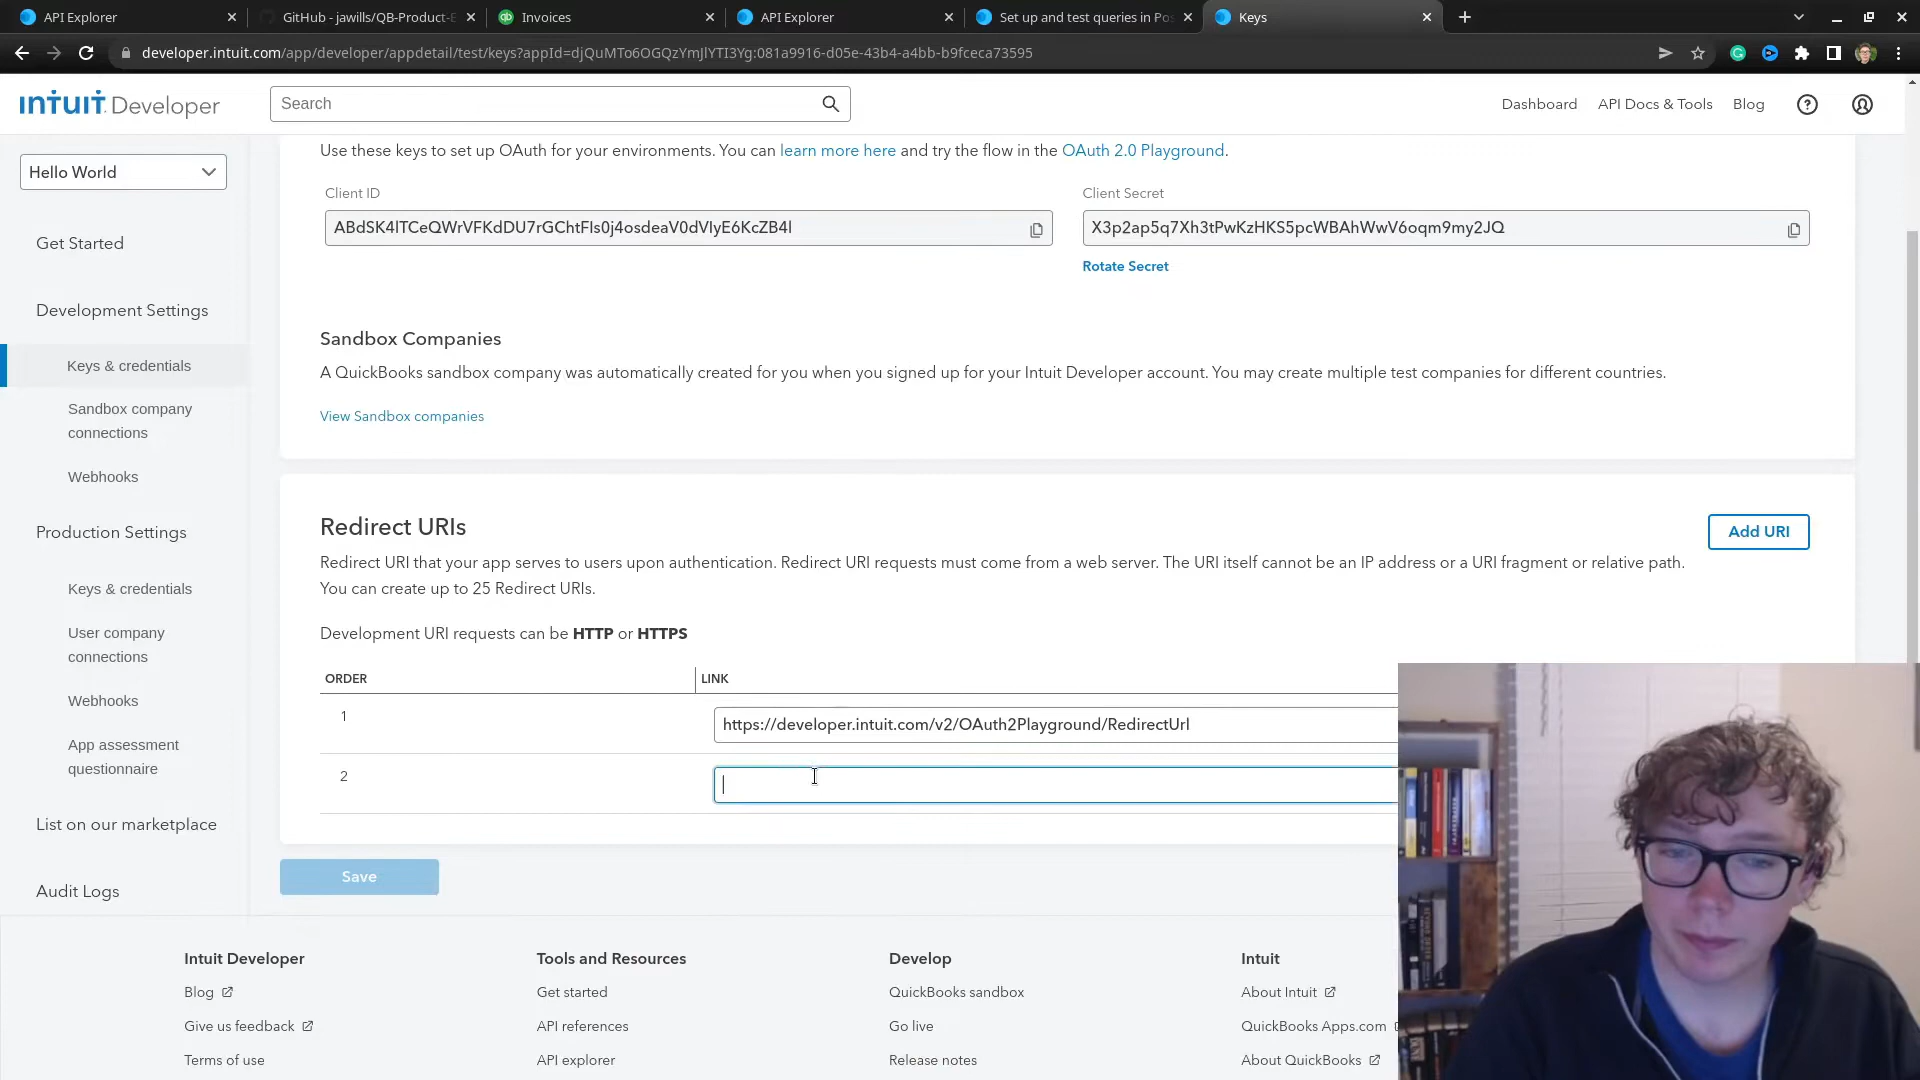 API Explorer
GitHub - jawills/QB-Product-E
Invoices
API Explorer
Set up and test queries in Pos
Keys
developer.intuit.com/app/developer/appdetail/test/keys?appId=djQuMTo6OGQzYmJlYTI3Yg:081a9916-d05e-43b4-a4bb-b9fceca73595
intuit Developer
Search
Dashboard
API Docs & Tools
Blog
Hello World
Get Started
Development Settings
Keys & credentials
Sandbox company
connections
Webhooks
Production Settings
Keys & credentials
User company
connections
Webhooks
App assessment
questionnaire
List on our marketplace
Audit Logs
Use these keys to set up OAuth for your environments. You can learn more here and try the flow in the OAuth 2.0 Playground.
Client ID
ABdSK4lTCeQWrVFKdDU7rGChtFIs0j4osdeaV0dVIyE6KcZB4l
Client Secret
X3p2ap5q7Xh3tPwKzHKS5pcWBAhWwV6oqm9my2JQ
Rotate Secret
Sandbox Companies
A QuickBooks sandbox company was automatically created for you when you signed up for your Intuit Developer account. You may create multiple test companies for different countries.
View Sandbox companies
Redirect URIs
Add URI
Redirect URI that your app serves to users upon authentication. Redirect URI requests must come from a web server. The URI itself cannot be an IP address or a URI fragment or relative path.
You can create up to 25 Redirect URIs.
Development URI requests can be HTTP or HTTPS
ORDER
LINK
1
https://developer.intuit.com/v2/OAuth2Playground/RedirectUrl
2
Save
Intuit Developer
Blog
Give us feedback
Terms of use
Tools and Resources
Get started
API references
API explorer
Develop
QuickBooks sandbox
Go live
Release notes
Intuit
About Intuit
QuickBooks Apps.com
About QuickBooks